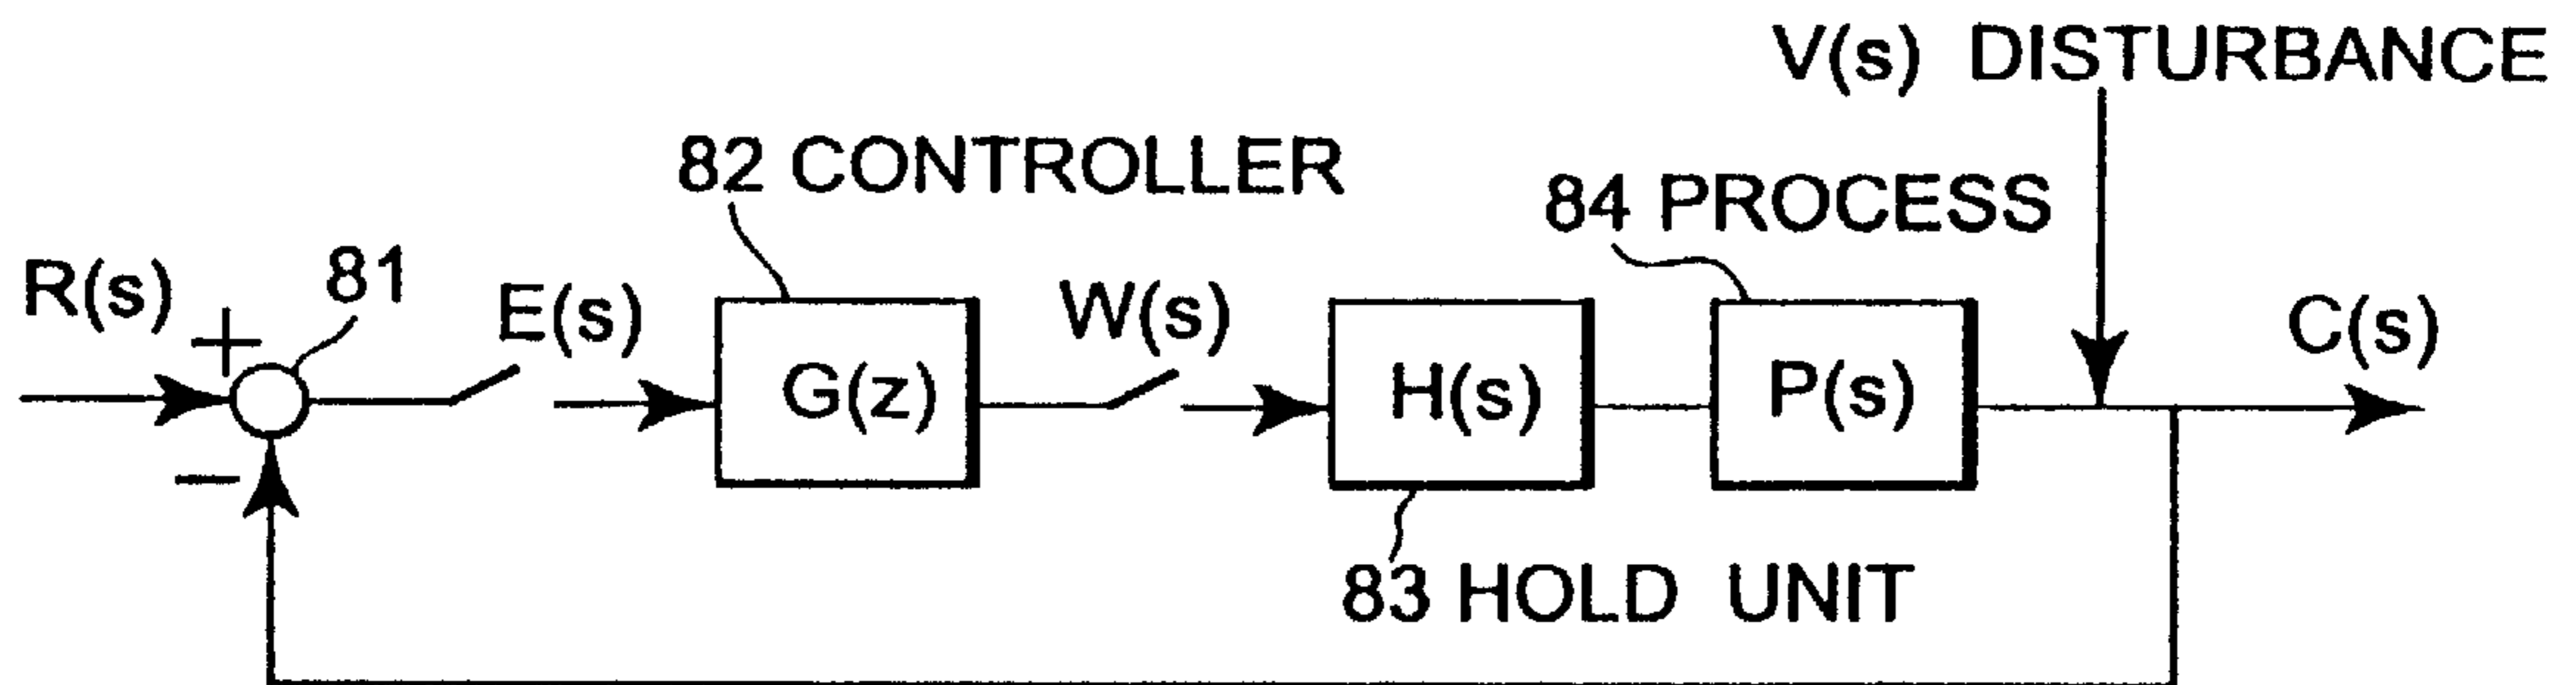 V(s) DISTURBANCE
82 CONTROLLER
84 PROCESS
R(s)
+
81
E(s)
W(s)
C(s)
G(z)
H(s)
P(s)
−
83 HOLD UNIT